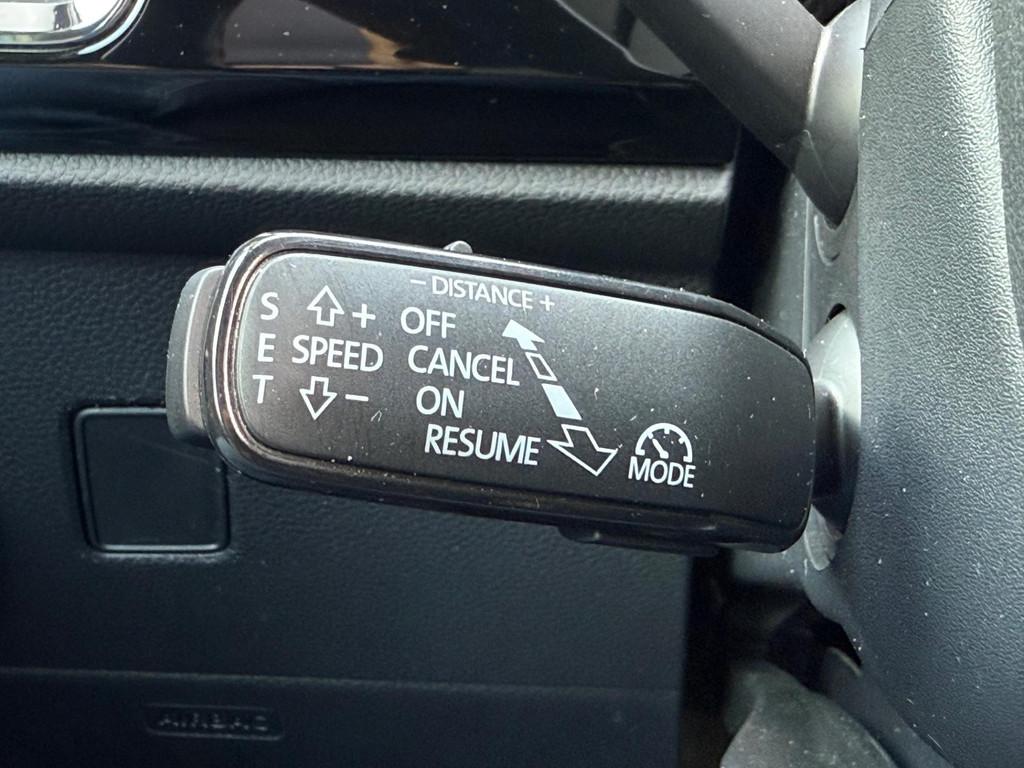 − DISTANCE +
S + OFF
E SPEED CANCEL
T − ON
RESUME
MODE
AIRBAG